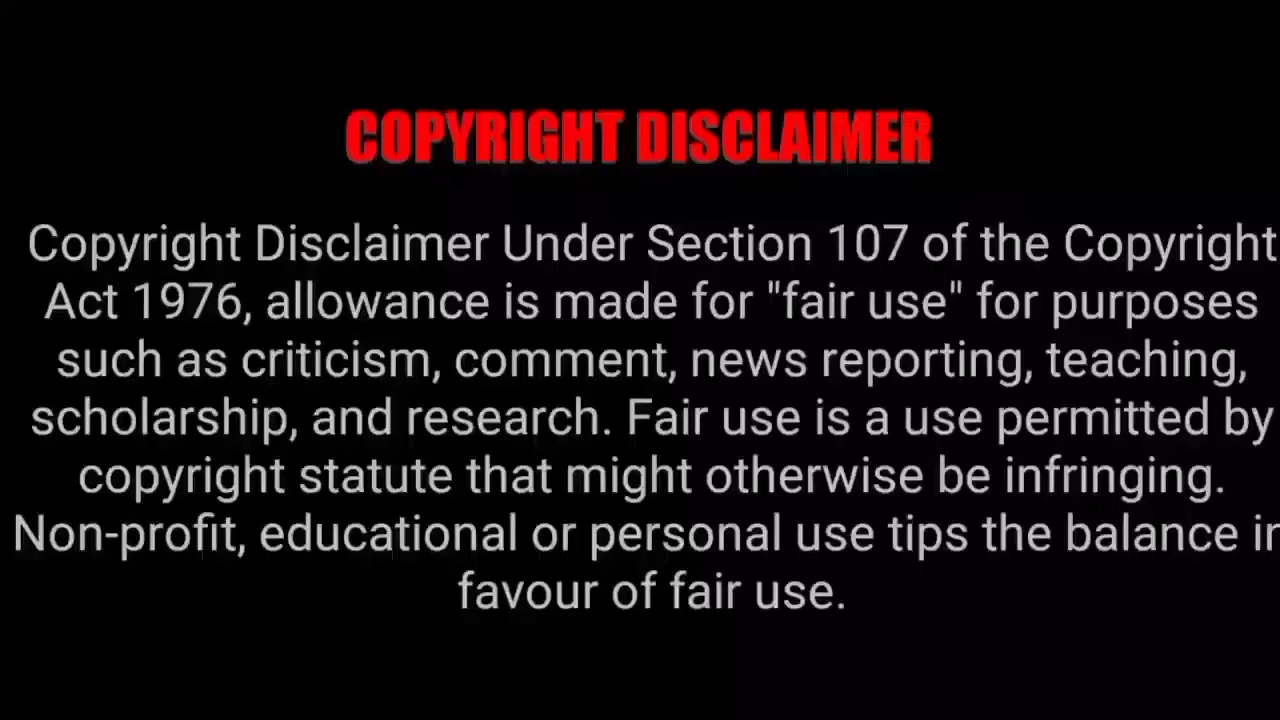 COPYRIGHT DISCLAIMER
Copyright Disclaimer Under Section 107 of the Copyright
Act 1976, allowance is made for "fair use" for purposes
such as criticism, comment, news reporting, teaching,
scholarship, and research. Fair use is a use permitted by
copyright statute that might otherwise be infringing.
Non-profit, educational or personal use tips the balance in
favour of fair use.